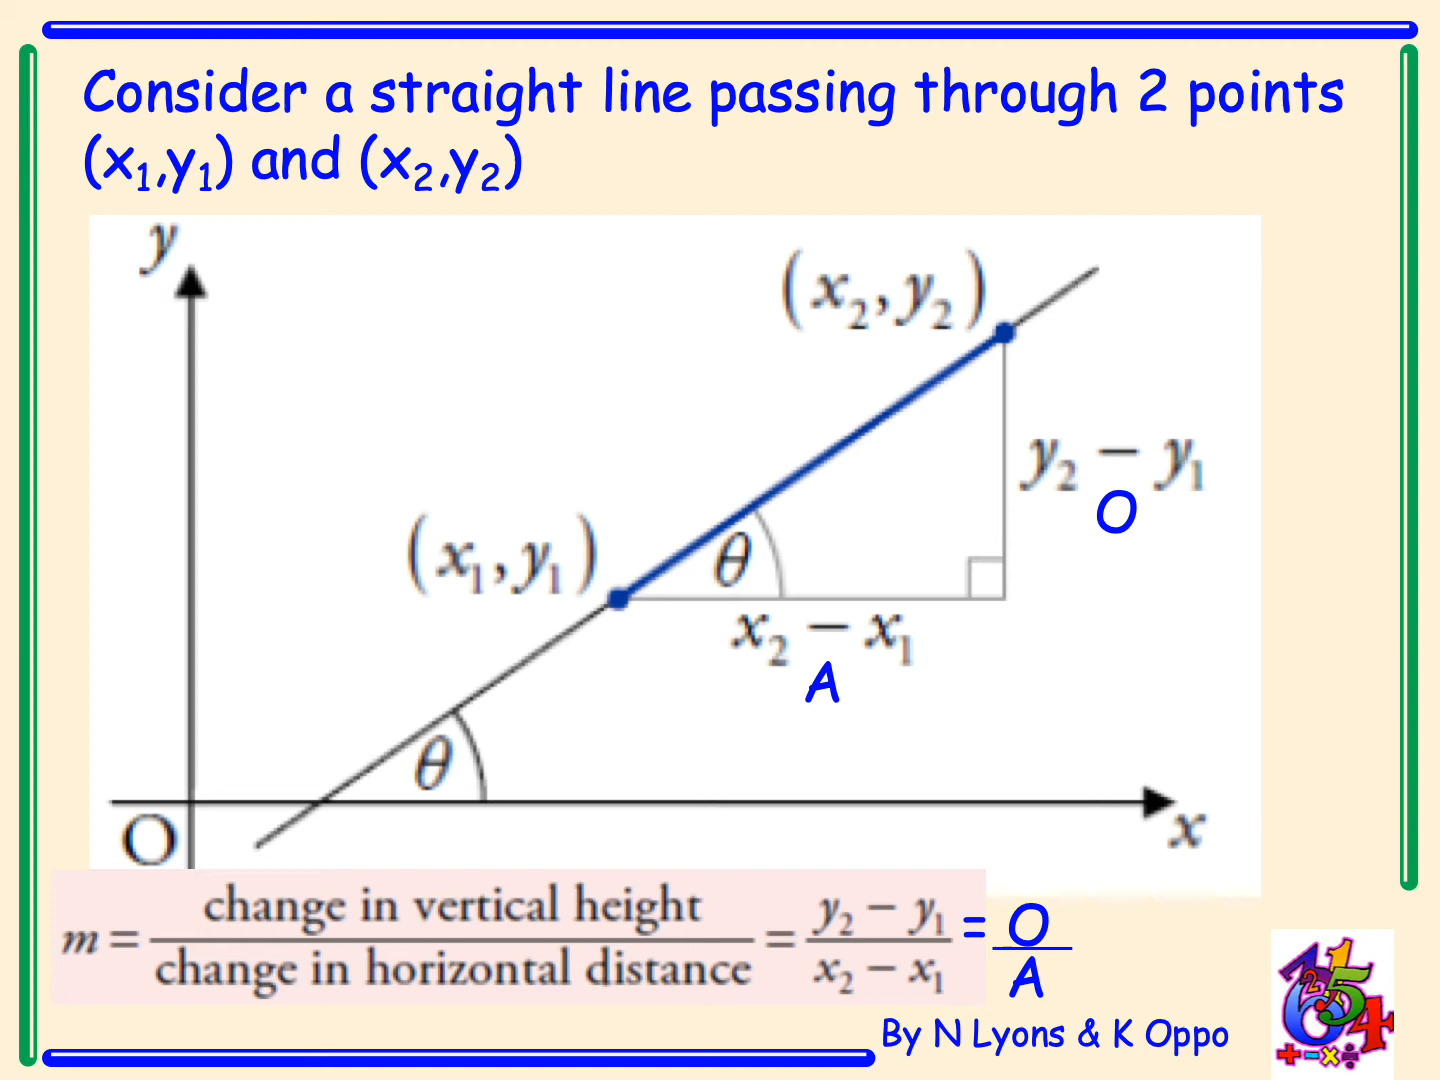 Consider a straight line passing through 2 points
(x₁,y₁) and (x₂,y₂)
y
(x₂, y₂)
y₂ − y₁
O
(x₁, y₁)
θ
x₂ − x₁
A
θ
O
x
m = change in vertical height / change in horizontal distance = y₂ − y₁ / x₂ − x₁ = O / A
By N Lyons & K Oppo